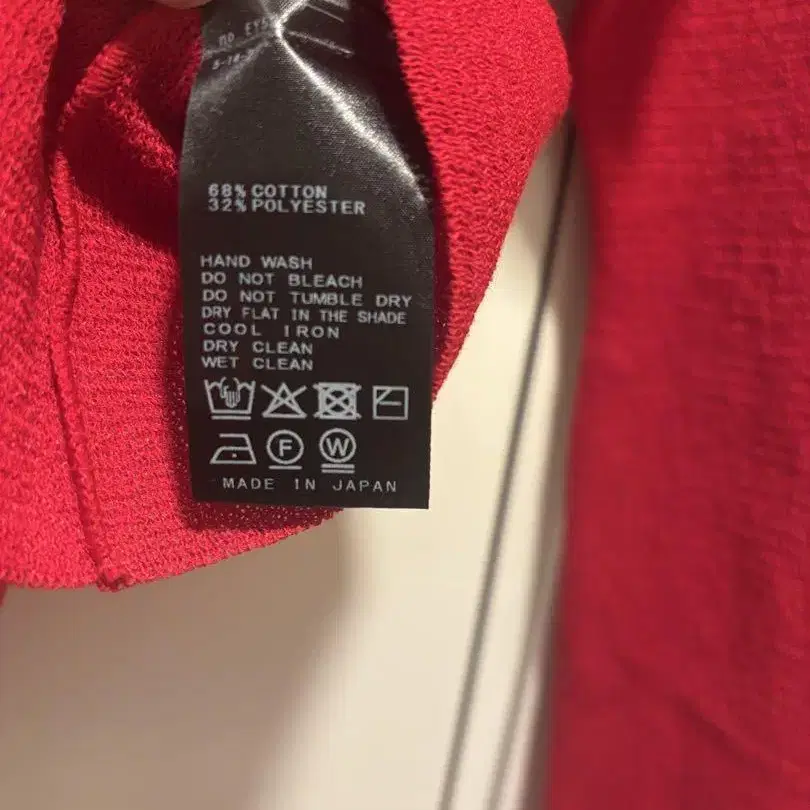 68% COTTON
32% POLYESTER
HAND WASH
DO NOT BLEACH
DO NOT TUMBLE DRY
DRY FLAT IN THE SHADE
COOL IRON
DRY CLEAN
WET CLEAN
F W
MADE IN JAPAN